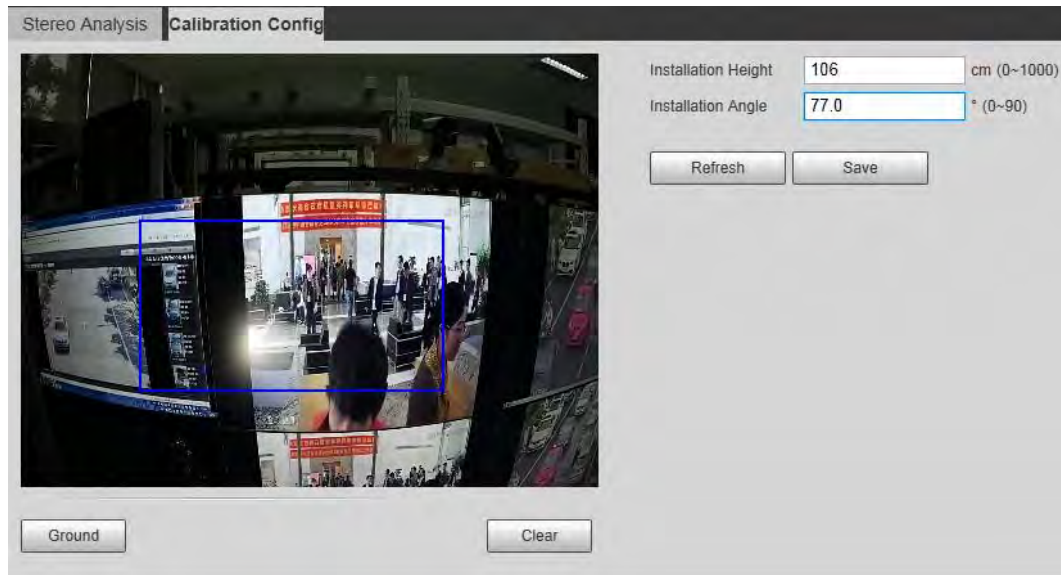 Stereo Analysis Calibration Config
Installation Height 106 cm (0~1000)
Installation Angle 77.0 ° (0~90)
Refresh Save
Ground Clear